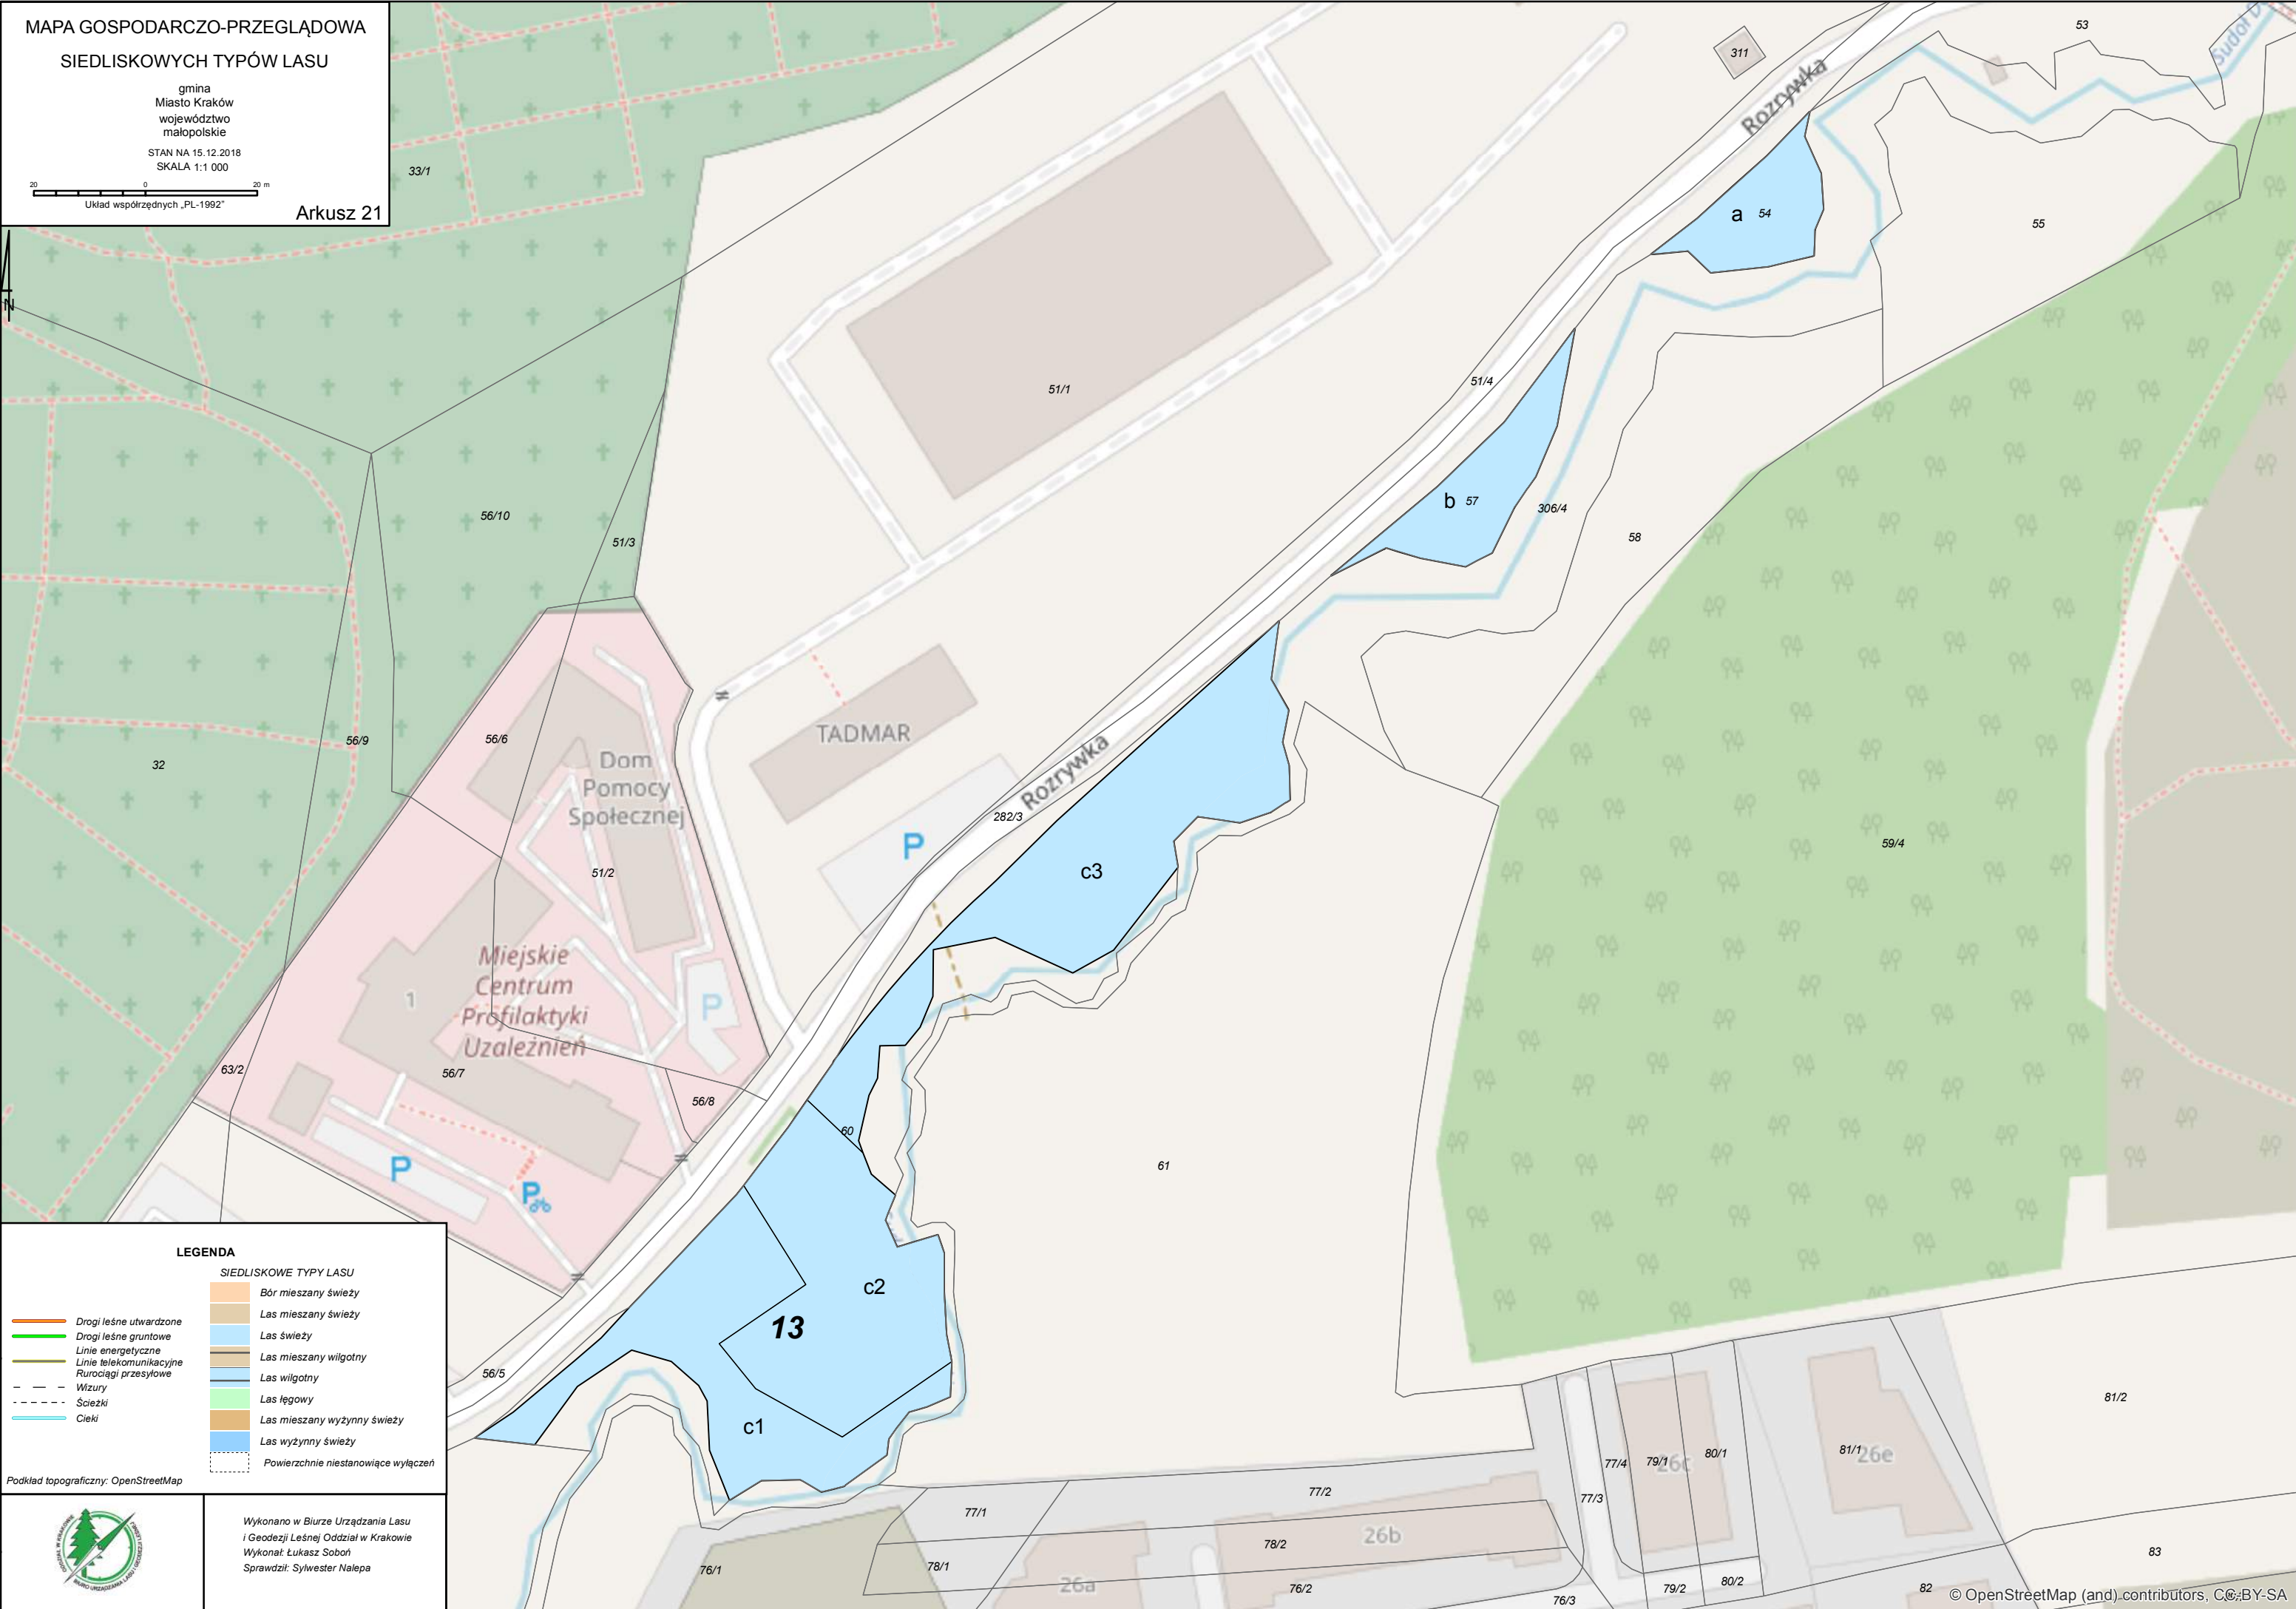 MAPA GOSPODARCZO-PRZEGLĄDOWA
SIEDLISKOWYCH TYPÓW LASU
gmina
Miasto Kraków
województwo
małopolskie
STAN NA 15.12.2018
SKALA 1:1 000
20 0 20 m
Układ współrzędnych „PL-1992”
Arkusz 21
N
33/1
311
53
Rozrywka
a 54
55
51/1
51/4
b 57
306/4
58
56/10
51/3
56/9
32
56/6
Dom
Pomocy
Społecznej
TADMAR
Rozrywka
282/3
P
c3
59/4
51/2
Miejskie
Centrum
Profilaktyki
Uzależnień
1
P
63/2
56/7
56/8
60
61
P
P
c2
13
c1
56/5
81/2
77/4
79/1
26c
80/1
81/1
26e
77/3
77/2
77/1
78/2
26b
78/1
76/1
26a
76/2
76/3
79/2
80/2
82
83
LEGENDA
SIEDLISKOWE TYPY LASU
Bór mieszany świeży
Las mieszany świeży
Las świeży
Las mieszany wilgotny
Las wilgotny
Las łęgowy
Las mieszany wyżynny świeży
Las wyżynny świeży
Powierzchnie niestanowiące wyłączeń
Drogi leśne utwardzone
Drogi leśne gruntowe
Linie energetyczne
Linie telekomunikacyjne
Rurociągi przesyłowe
Wizury
Ścieżki
Cieki
Podkład topograficzny: OpenStreetMap
Wykonano w Biurze Urządzania Lasu
i Geodezji Leśnej Oddział w Krakowie
Wykonał: Łukasz Soboń
Sprawdził: Sylwester Nalepa
© OpenStreetMap (and) contributors, CC-BY-SA